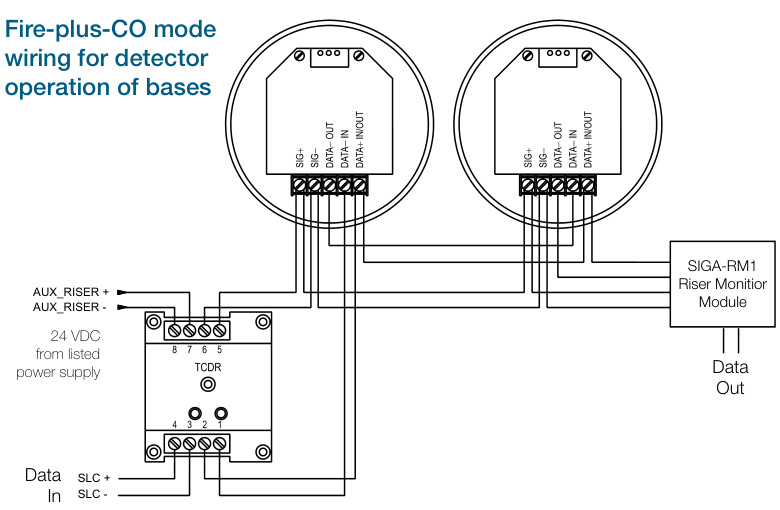 Fire-plus-CO mode
wiring for detector
operation of bases
SIG+
SIG–
DATA– OUT
DATA– IN
DATA+ IN/OUT
SIG+
SIG–
DATA– OUT
DATA– IN
DATA+ IN/OUT
SIGA-RM1
Riser Monitior
Module
Data
Out
AUX_RISER +
AUX_RISER -
24 VDC
from listed
power supply
8 7 6 5
TCDR
4 3 2 1
Data
In
SLC +
SLC -